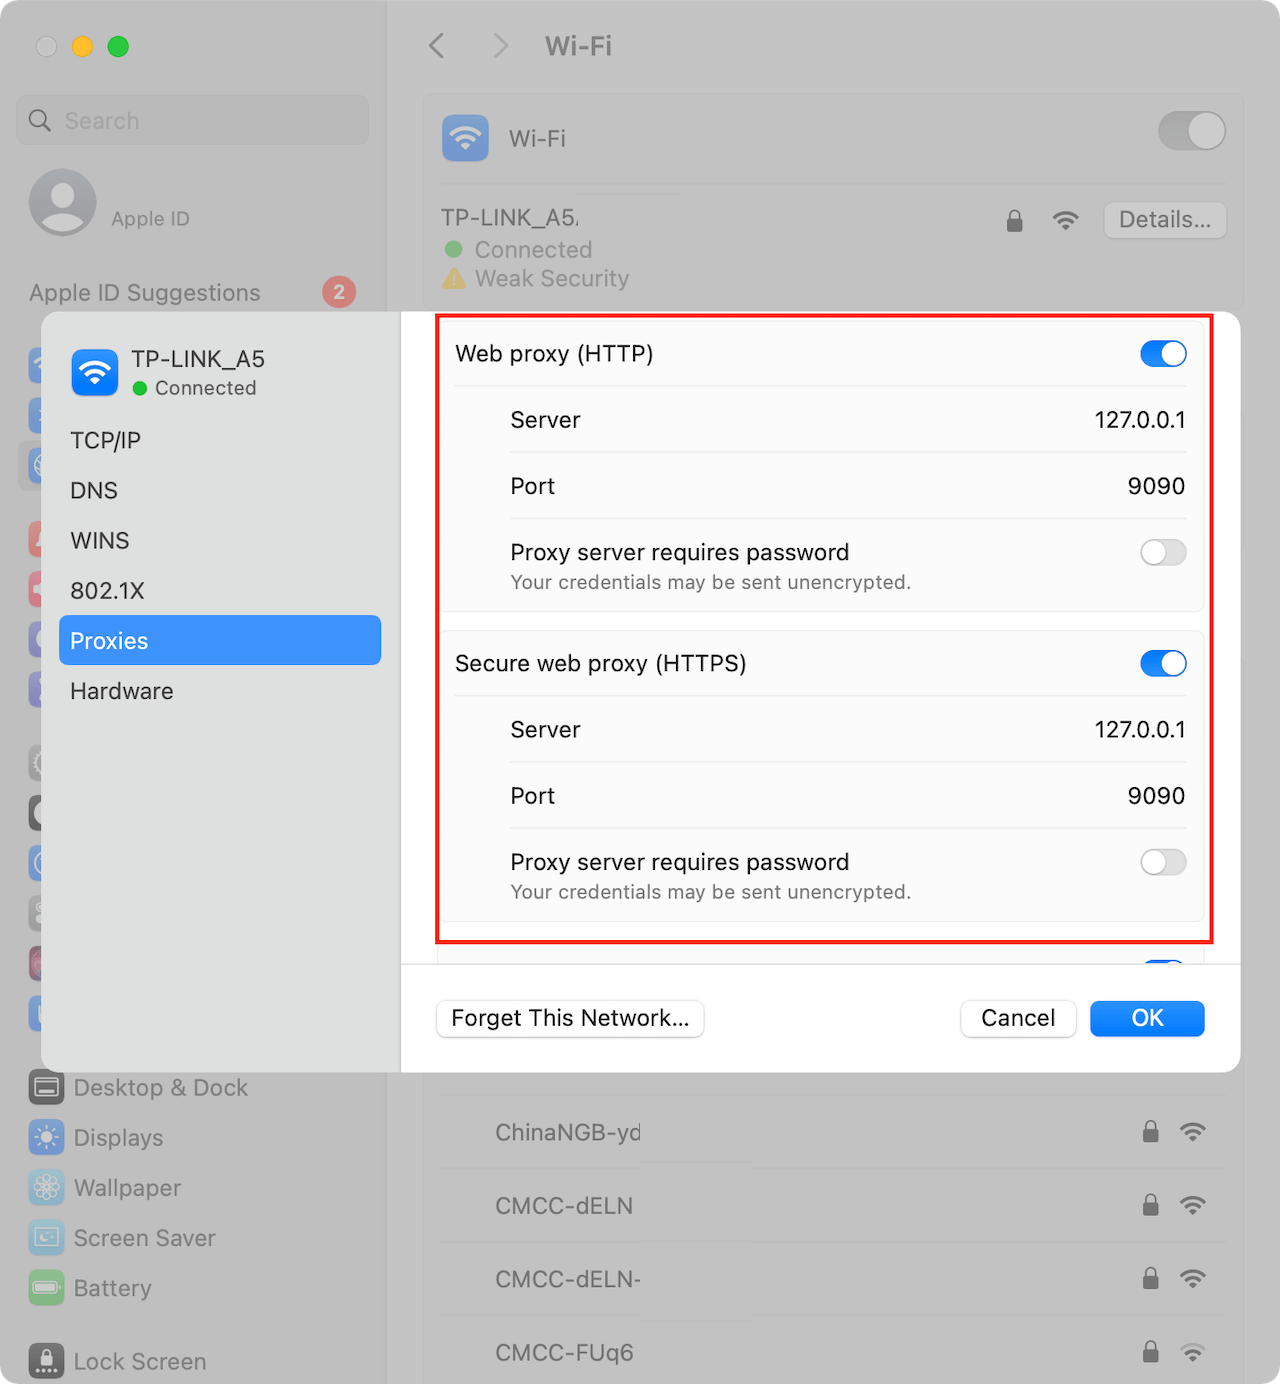 Wi-Fi
Search
Wi-Fi
Apple ID
TP-LINK_A5
Details...
Connected
Weak Security
Apple ID Suggestions
2
TP-LINK_A5
Connected
TCP/IP
DNS
WINS
802.1X
Proxies
Hardware
Web proxy (HTTP)
Server 127.0.0.1
Port 9090
Proxy server requires password
Your credentials may be sent unencrypted.
Secure web proxy (HTTPS)
Server 127.0.0.1
Port 9090
Proxy server requires password
Your credentials may be sent unencrypted.
Forget This Network...
Cancel
OK
Desktop & Dock
Displays
Wallpaper
Screen Saver
Battery
Lock Screen
ChinaNGB-yd
CMCC-dELN
CMCC-dELN-
CMCC-FUq6